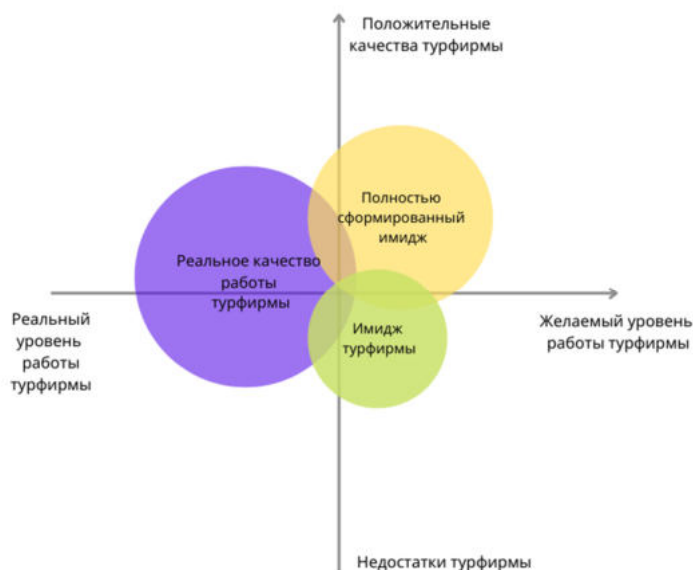 Положительные
качества турфирмы
Полностью
сформированный
имидж
Реальное качество
работы
турфирмы
Реальный
уровень
работы
турфирмы
Желаемый уровень
работы турфирмы
Имидж
турфирмы
Недостатки турфирмы